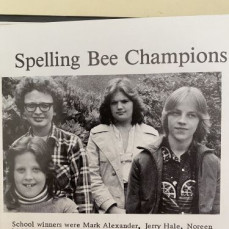 Spelling Bee Champions
School winners were Mark Alexander, Jerry Hale, Noreen